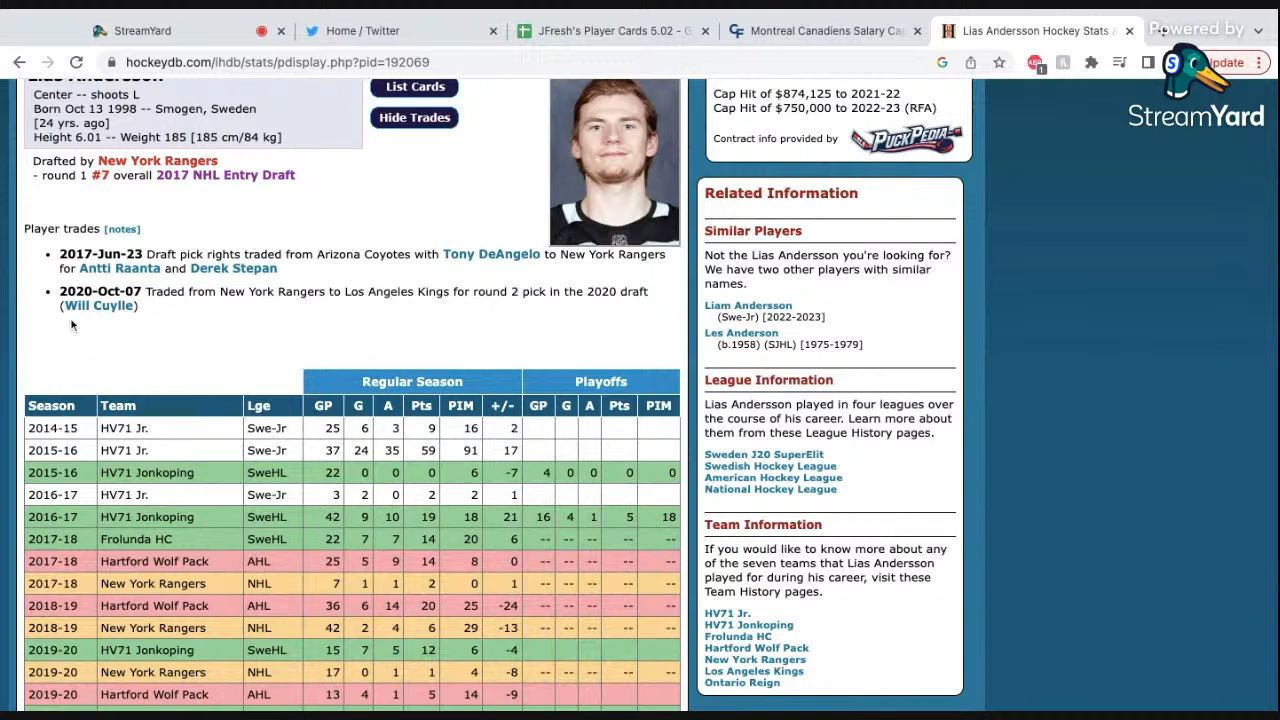 StreamYard
Home / Twitter
JFresh's Player Cards 5.02 - G
Montreal Canadiens Salary Ca
Lias Andersson Hockey Stats a
Powered by
hockeydb.com/ihdb/stats/pdisplay.php?pid=192069
ABP
1
Update
StreamYard
Lias Andersson
Center -- shoots L
Born Oct 13 1998 -- Smogen, Sweden
[24 yrs. ago]
Height 6.01 -- Weight 185 [185 cm/84 kg]
List Cards
Hide Trades
Drafted by New York Rangers
- round 1 #7 overall 2017 NHL Entry Draft
Player trades [notes]
• 2017-Jun-23 Draft pick rights traded from Arizona Coyotes with Tony DeAngelo to New York Rangers
for Antti Raanta and Derek Stepan
• 2020-Oct-07 Traded from New York Rangers to Los Angeles Kings for round 2 pick in the 2020 draft
(Will Cuylle)
Regular Season Playoffs
Season Team Lge GP G A Pts PIM +/- GP G A Pts PIM
2014-15 HV71 Jr. Swe-Jr 25 6 3 9 16 2
2015-16 HV71 Jr. Swe-Jr 37 24 35 59 91 17
2015-16 HV71 Jonkoping SweHL 22 0 0 0 6 -7 4 0 0 0 0
2016-17 HV71 Jr. Swe-Jr 3 2 0 2 2 1
2016-17 HV71 Jonkoping SweHL 42 9 10 19 18 21 16 4 1 5 18
2017-18 Frolunda HC SweHL 22 7 7 14 20 6 -- -- -- -- --
2017-18 Hartford Wolf Pack AHL 25 5 9 14 8 0 -- -- -- -- --
2017-18 New York Rangers NHL 7 1 1 2 0 1 -- -- -- -- --
2018-19 Hartford Wolf Pack AHL 36 6 14 20 25 -24 -- -- -- -- --
2018-19 New York Rangers NHL 42 2 4 6 29 -13 -- -- -- -- --
2019-20 HV71 Jonkoping SweHL 15 7 5 12 6 -4
2019-20 New York Rangers NHL 17 0 1 1 4 -8 -- -- -- -- --
2019-20 Hartford Wolf Pack AHL 13 4 1 5 14 -9
Cap Hit of $874,125 to 2021-22
Cap Hit of $750,000 to 2022-23 (RFA)
Contract info provided by PUCKPEDIA
Related Information
Similar Players
Not the Lias Andersson you're looking for?
We have two other players with similar
names.
Liam Andersson
(Swe-Jr) [2022-2023]
Les Anderson
(b.1958) (SJHL) [1975-1979]
League Information
Lias Andersson played in four leagues over
the course of his career. Learn more about
them from these League History pages.
Sweden J20 SuperElit
Swedish Hockey League
American Hockey League
National Hockey League
Team Information
If you would like to know more about any
of the seven teams that Lias Andersson
played for during his career, visit these
Team History pages.
HV71 Jr.
HV71 Jonkoping
Frolunda HC
Hartford Wolf Pack
New York Rangers
Los Angeles Kings
Ontario Reign